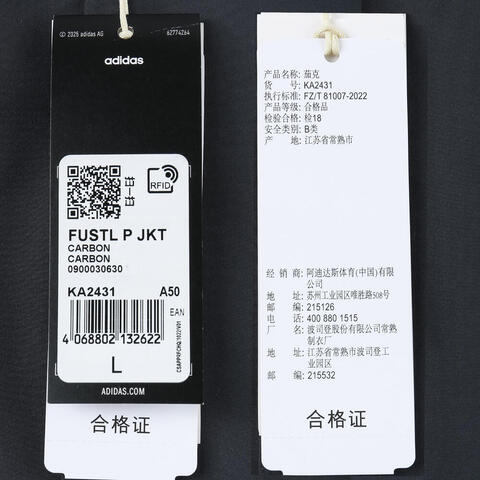 © 2025 adidas AG
62774264
adidas
RFID
FUSTL P JKT
CARBON
CARBON
0900030630
KA2431 A50
EAN
4 068802 132622
L
ADIDAS.COM
合格证
产品名称: 茄克
货 号: KA2431
执行标准: FZ/T 81007-2022
产品等级: 合格品
检验合格: 检18
安全类别: B类
产 地: 江苏省常熟市
经 销 商: 阿迪达斯体育(中国)有限
公司
地 址: 苏州工业园区唯胜路508号
邮 编: 215126
电 话: 400 880 1515
厂 名: 波司登股份有限公司常熟
制衣厂
地 址: 江苏省常熟市波司登工
业园区
邮 编: 215532
合格证